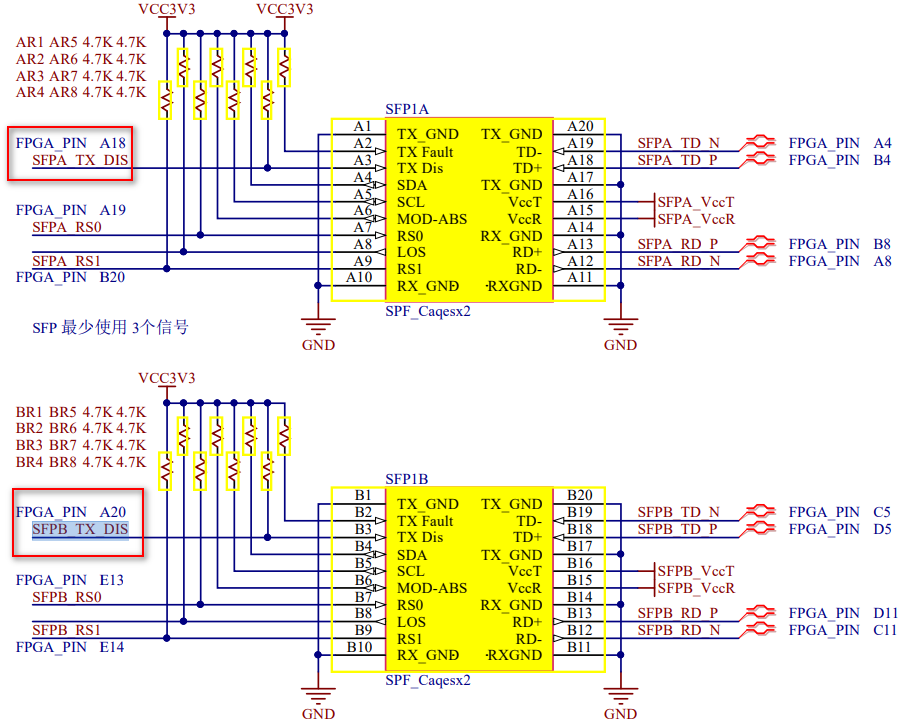 VCC3V3 VCC3V3
AR1 AR5 4.7K 4.7K
AR2 AR6 4.7K 4.7K
AR3 AR7 4.7K 4.7K
AR4 AR8 4.7K 4.7K
SFP1A
FPGA_PIN A18
SFPA_TX_DIS
FPGA_PIN A19
SFPA_RS0
SFPA_RS1
FPGA_PIN B20
A1 TX_GND TX_GND A20
A2 TX Fault TD- A19 SFPA_TD_N FPGA_PIN A4
A3 TX Dis TD+ A18 SFPA_TD_P FPGA_PIN B4
A4 SDA TX_GND A17
A5 SCL VccT A16 SFPA_VccT
A6 MOD-ABS VccR A15 SFPA_VccR
A7 RS0 RX_GND A14
A8 LOS RD+ A13 SFPA_RD_P FPGA_PIN B8
A9 RS1 RD- A12 SFPA_RD_N FPGA_PIN A8
A10 RX_GND RXGND A11
SPF_Caqesx2
SFP 最少使用 3个信号
GND GND
VCC3V3
BR1 BR5 4.7K 4.7K
BR2 BR6 4.7K 4.7K
BR3 BR7 4.7K 4.7K
BR4 BR8 4.7K 4.7K
SFP1B
FPGA_PIN A20
SFPB_TX_DIS
FPGA_PIN E13
SFPB_RS0
SFPB_RS1
FPGA_PIN E14
B1 TX_GND TX_GND B20
B2 TX Fault TD- B19 SFPB_TD_N FPGA_PIN C5
B3 TX Dis TD+ B18 SFPB_TD_P FPGA_PIN D5
B4 SDA TX_GND B17
B5 SCL VccT B16 SFPB_VccT
B6 MOD-ABS VccR B15 SFPB_VccR
B7 RS0 RX_GND B14
B8 LOS RD+ B13 SFPB_RD_P FPGA_PIN D11
B9 RS1 RD- B12 SFPB_RD_N FPGA_PIN C11
B10 RX_GND RXGND B11
SPF_Caqesx2
GND GND